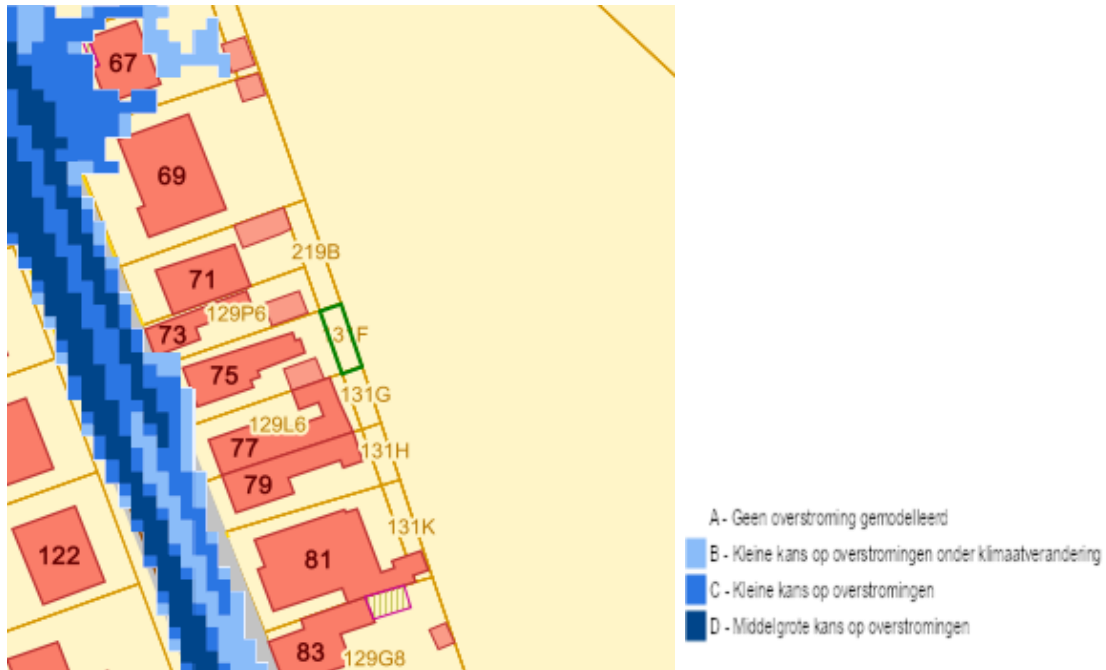 67
69
219B
71
129P6
73
75
131G
129L6
77
131H
79
131K
122
81
83
129G8
A - Geen overstroming gemodelleerd
B - Kleine kans op overstromingen onder klimaatverandering
C - Kleine kans op overstromingen
D - Middelgrote kans op overstromingen